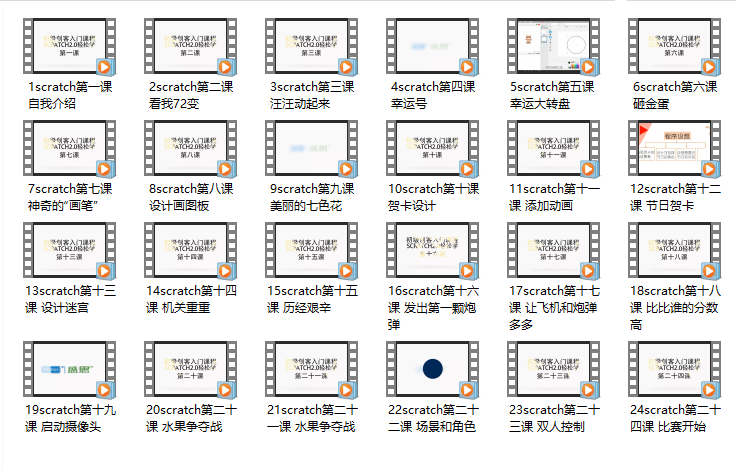 1scratch第一课
自我介绍
2scratch第二课
看我72变
3scratch第三课
汪汪动起来
4scratch第四课
幸运号
5scratch第五课
幸运大转盘
6scratch第六课
砸金蛋
7scratch第七课
神奇的“画笔”
8scratch第八课
设计画图板
9scratch第九课
美丽的七色花
10scratch第十课
贺卡设计
11scratch第十一
课 添加动画
12scratch第十二
课 节日贺卡
13scratch第十三
课 设计迷宫
14scratch第十四
课 机关重重
15scratch第十五
课 历经艰辛
16scratch第十六
课 发出第一颗炮
弹
17scratch第十七
课 让飞机和炮弹
多多
18scratch第十八
课 比比谁的分数
高
19scratch第十九
课 启动摄像头
20scratch第二十
课 水果争夺战
21scratch第二十
一课 水果争夺战
22scratch第二十
二课 场景和角色
23scratch第二十
三课 双人控制
24scratch第二十
四课 比赛开始